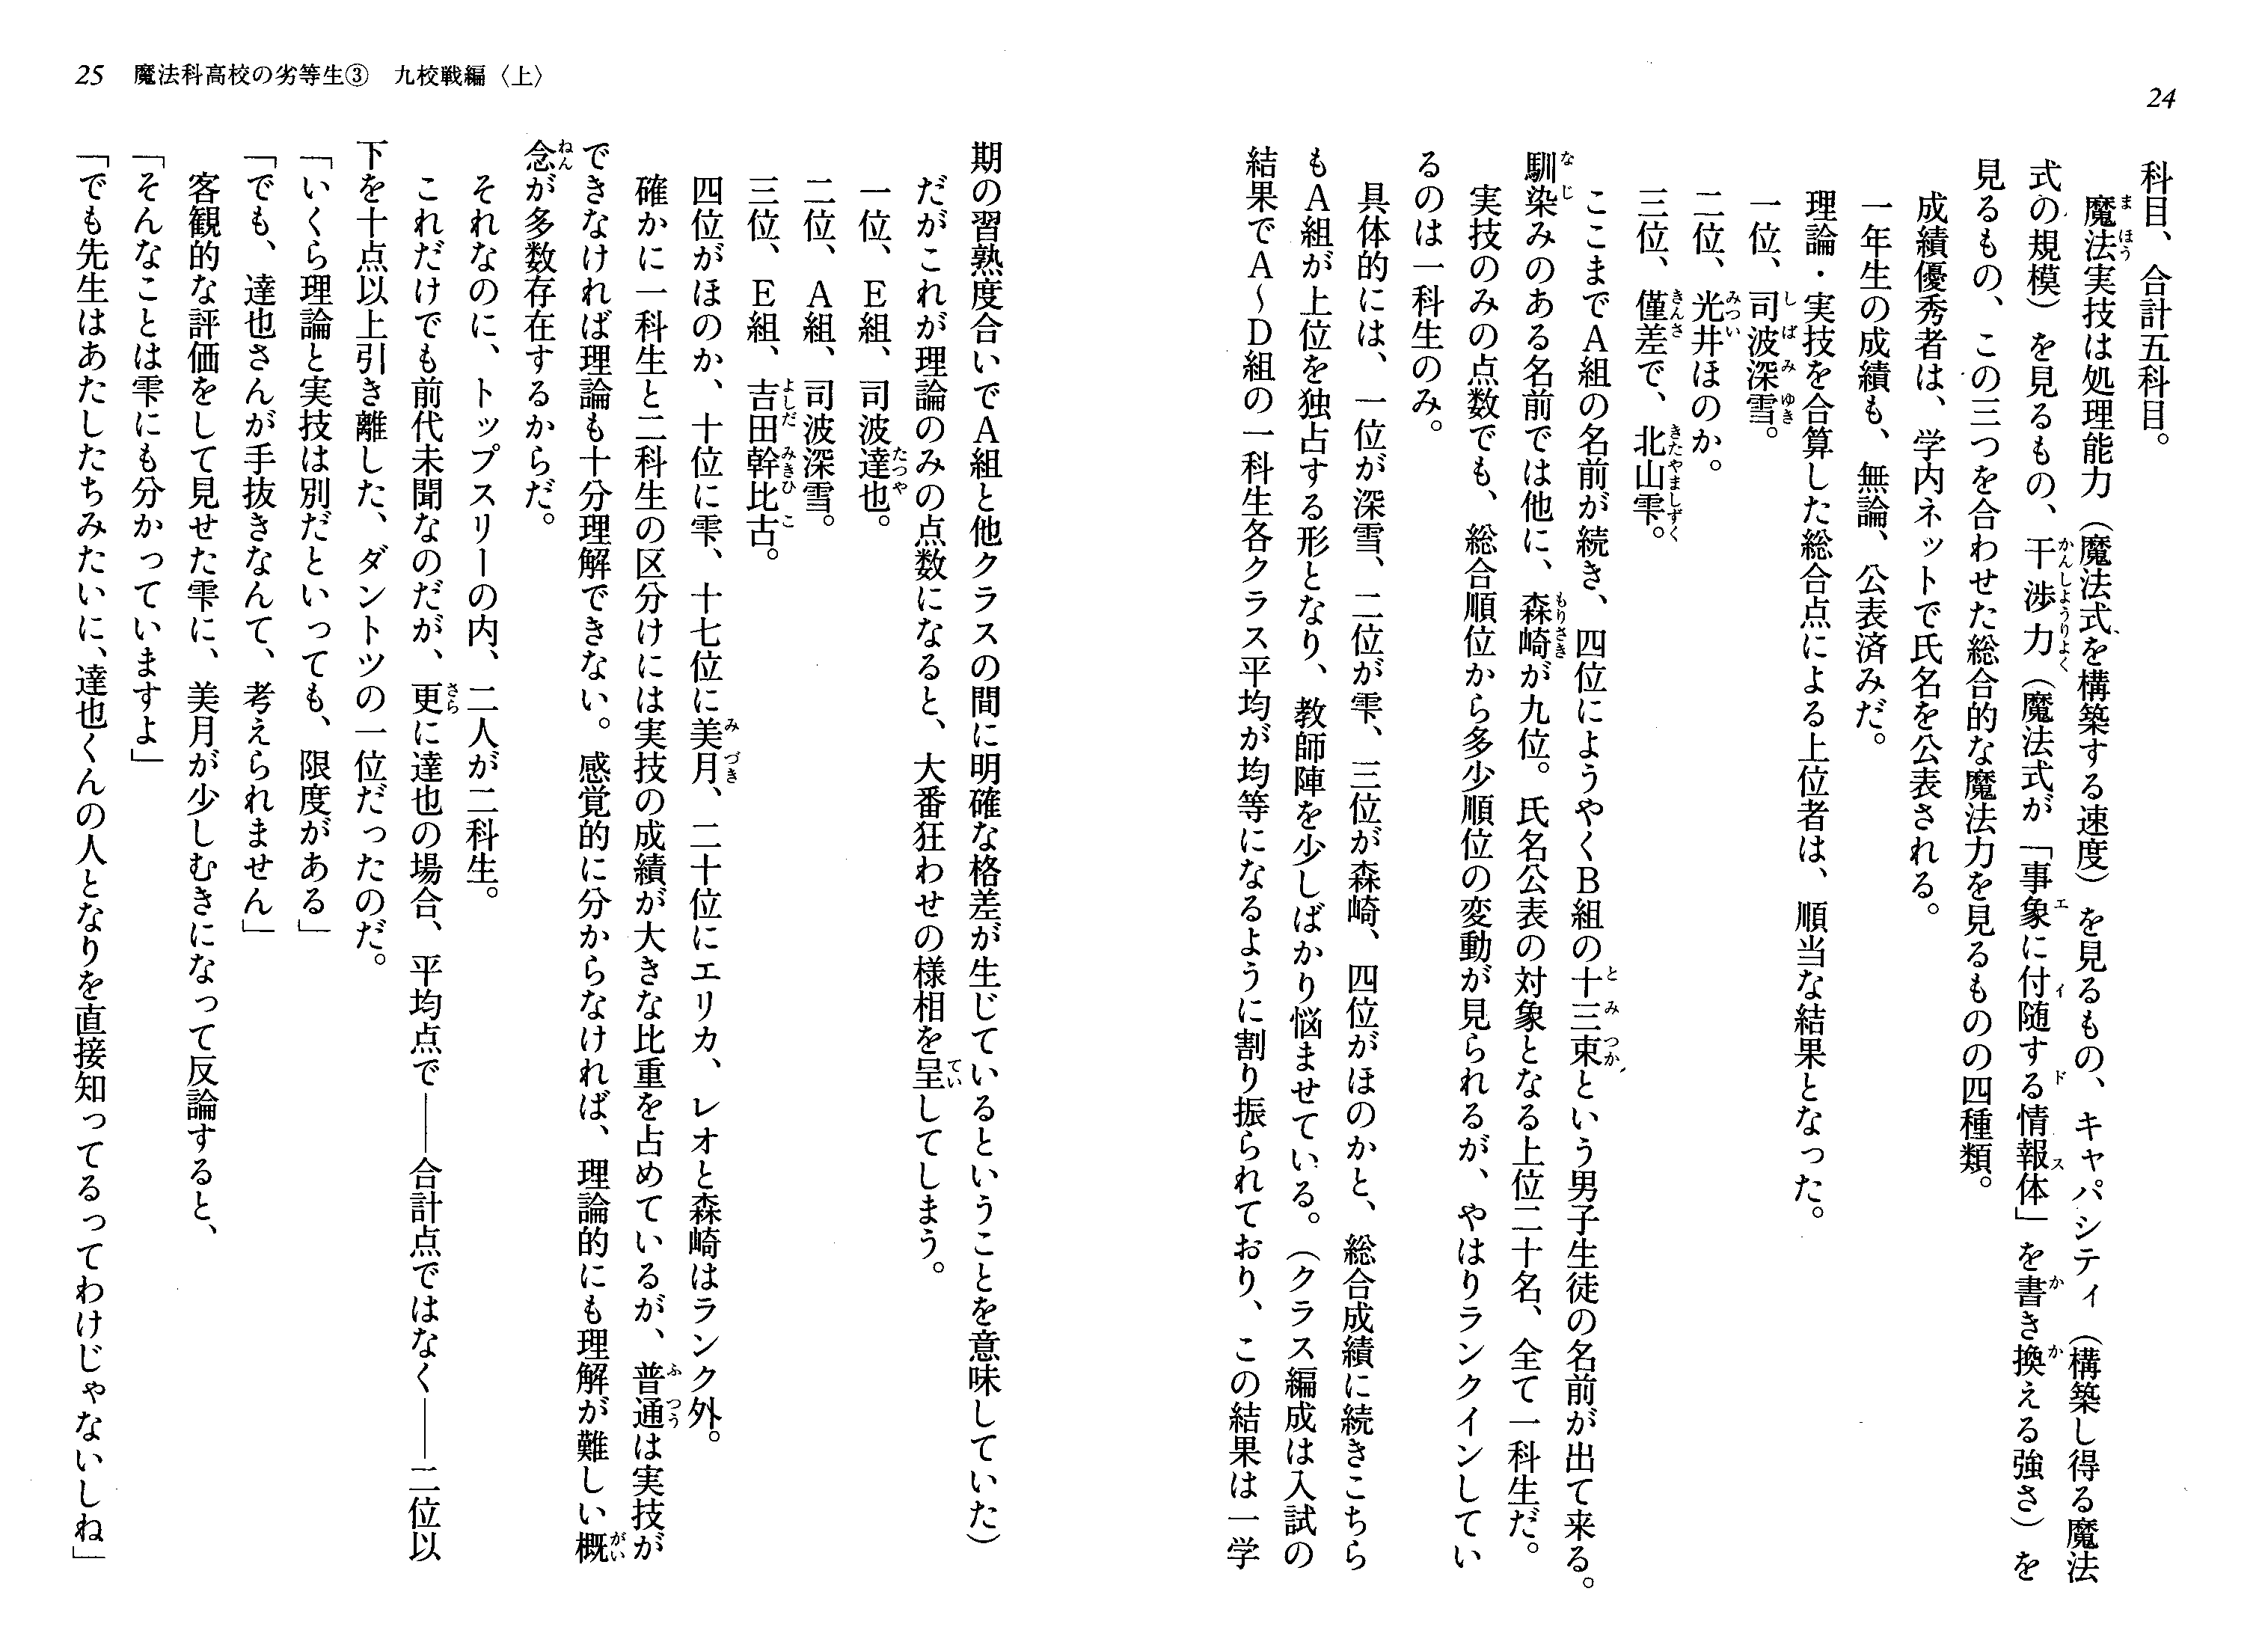 24
科目、合計五科目。
　魔法実技は処理能力（魔法式を構築する速度）を見るもの、キャパシティ（構築し得る魔法
式の規模）を見るもの、干渉力（魔法式が「事象に付随する情報体」を書き換える強さ）を
見るもの、この三つを合わせた総合的な魔法力を見るものの四種類。
　成績優秀者は、学内ネットで氏名を公表される。
　一年生の成績も、無論、公表済みだ。
　理論・実技を合算した総合点による上位者は、順当な結果となった。
　一位、司波深雪。
　二位、光井ほのか。
　三位、僅差で、北山雫。
　ここまでＡ組の名前が続き、四位にようやくＢ組の十三束という男子生徒の名前が出て来る。
馴染みのある名前では他に、森崎が九位。氏名公表の対象となる上位二十名、全て一科生だ。
　実技のみの点数でも、総合順位から多少順位の変動が見られるが、やはりランクインしてい
るのは一科生のみ。
　具体的には、一位が深雪、二位が雫、三位が森崎、四位がほのかと、総合成績に続きこちら
もＡ組が上位を独占する形となり、教師陣を少しばかり悩ませている。（クラス編成は入試の
結果でＡ～Ｄ組の一科生各クラス平均が均等になるように割り振られており、この結果は一学
25　魔法科高校の劣等生③　九校戦編〈上〉
期の習熟度合いでＡ組と他クラスの間に明確な格差が生じているということを意味していた）
　だがこれが理論のみの点数になると、大番狂わせの様相を呈してしまう。
　一位、Ｅ組、司波達也。
　二位、Ａ組、司波深雪。
　三位、Ｅ組、吉田幹比古。
　四位がほのか、十位に雫、十七位に美月、二十位にエリカ、レオと森崎はランク外。
　確かに一科生と二科生の区分けには実技の成績が大きな比重を占めているが、普通は実技が
できなければ理論も十分理解できない。感覚的に分からなければ、理論的にも理解が難しい概
念が多数存在するからだ。
　それなのに、トップスリーの内、二人が二科生。
　これだけでも前代未聞なのだが、更に達也の場合、平均点で――合計点ではなく――二位以
下を十点以上引き離した、ダントツの一位だったのだ。
「いくら理論と実技は別だといっても、限度がある」
「でも、達也さんが手抜きなんて、考えられません」
　客観的な評価をして見せた雫に、美月が少しむきになって反論すると、
「そんなことは雫にも分かっていますよ」
「でも先生はあたしたちみたいに、達也くんの人となりを直接知ってるってわけじゃないしね」